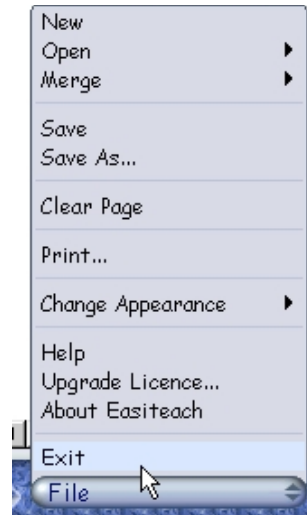 New
Open
Merge
Save
Save As...
Clear Page
Print...
Change Appearance
Help
Upgrade Licence...
About Easiteach
Exit
File